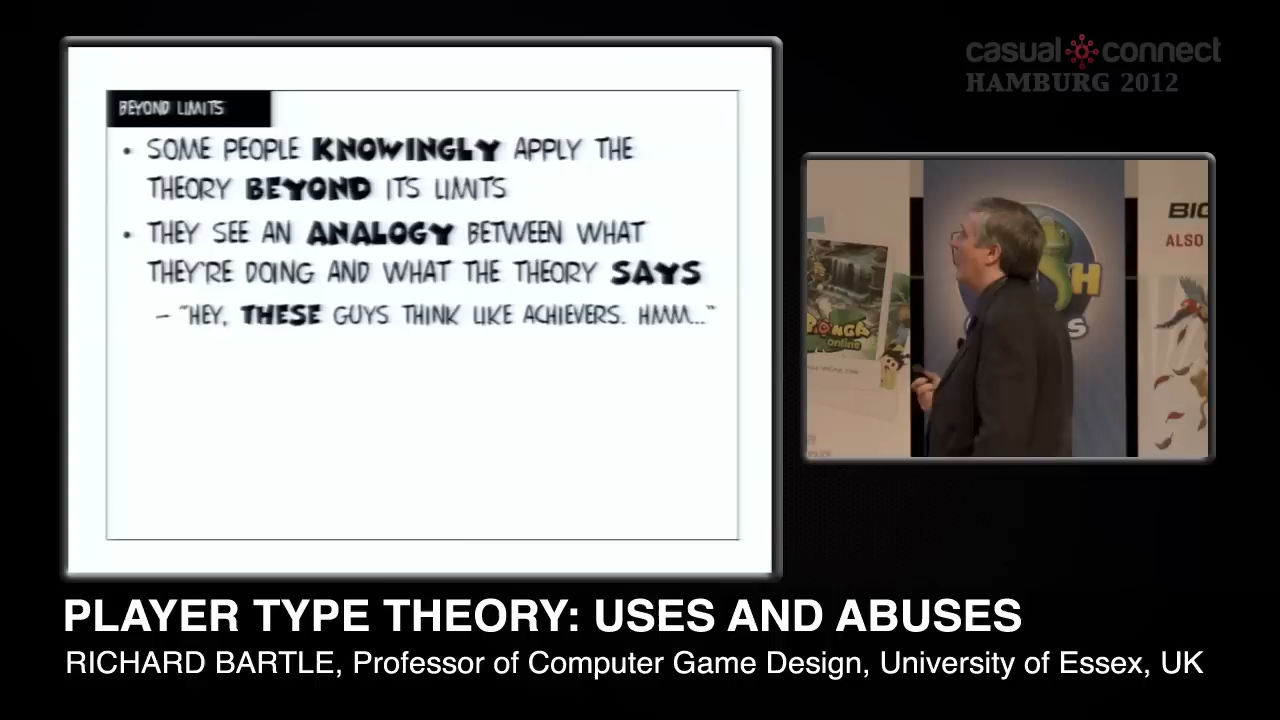 casual connect
HAMBURG 2012
BEYOND LIMITS
• SOME PEOPLE KNOWINGLY APPLY THE
THEORY BEYOND ITS LIMITS
• THEY SEE AN ANALOGY BETWEEN WHAT
THEY'RE DOING AND WHAT THE THEORY SAYS
– "HEY, THESE GUYS THINK LIKE ACHIEVERS. HMM..."
BIG
ALSO
online
PLAYER TYPE THEORY: USES AND ABUSES
RICHARD BARTLE, Professor of Computer Game Design, University of Essex, UK